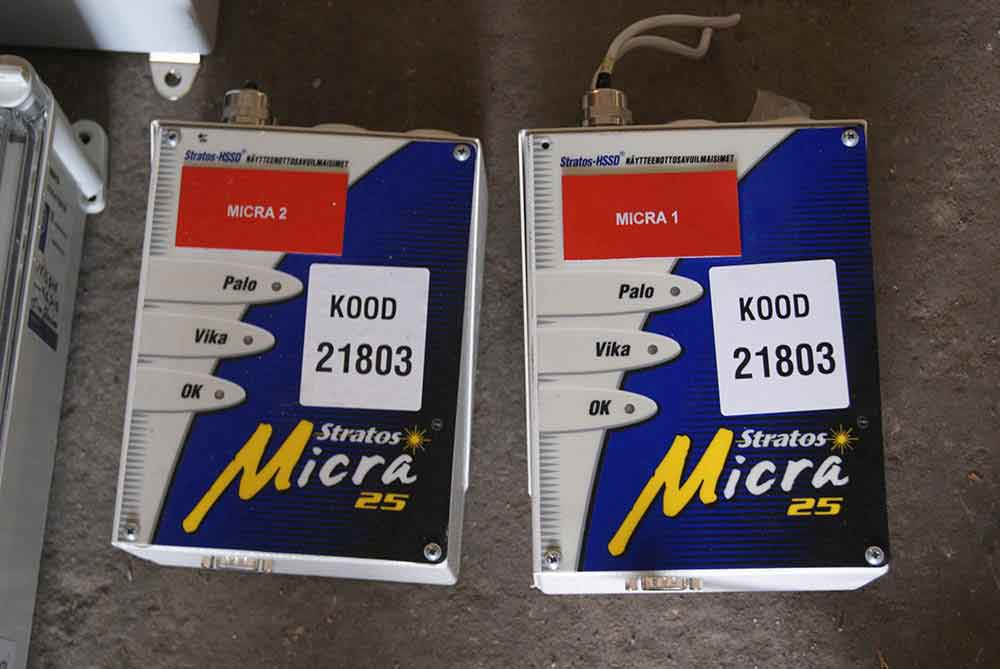 Stratos-HSSD® NÄYTTEENOTTOSAVUILMAISIMET
MICRA 2
Palo
Vika
OK
KOOD
21803
Stratos
Micra
25
Stratos-HSSD® NÄYTTEENOTTOSAVUILMAISIMET
MICRA 1
Palo
Vika
OK
KOOD
21803
Stratos
Micra
25